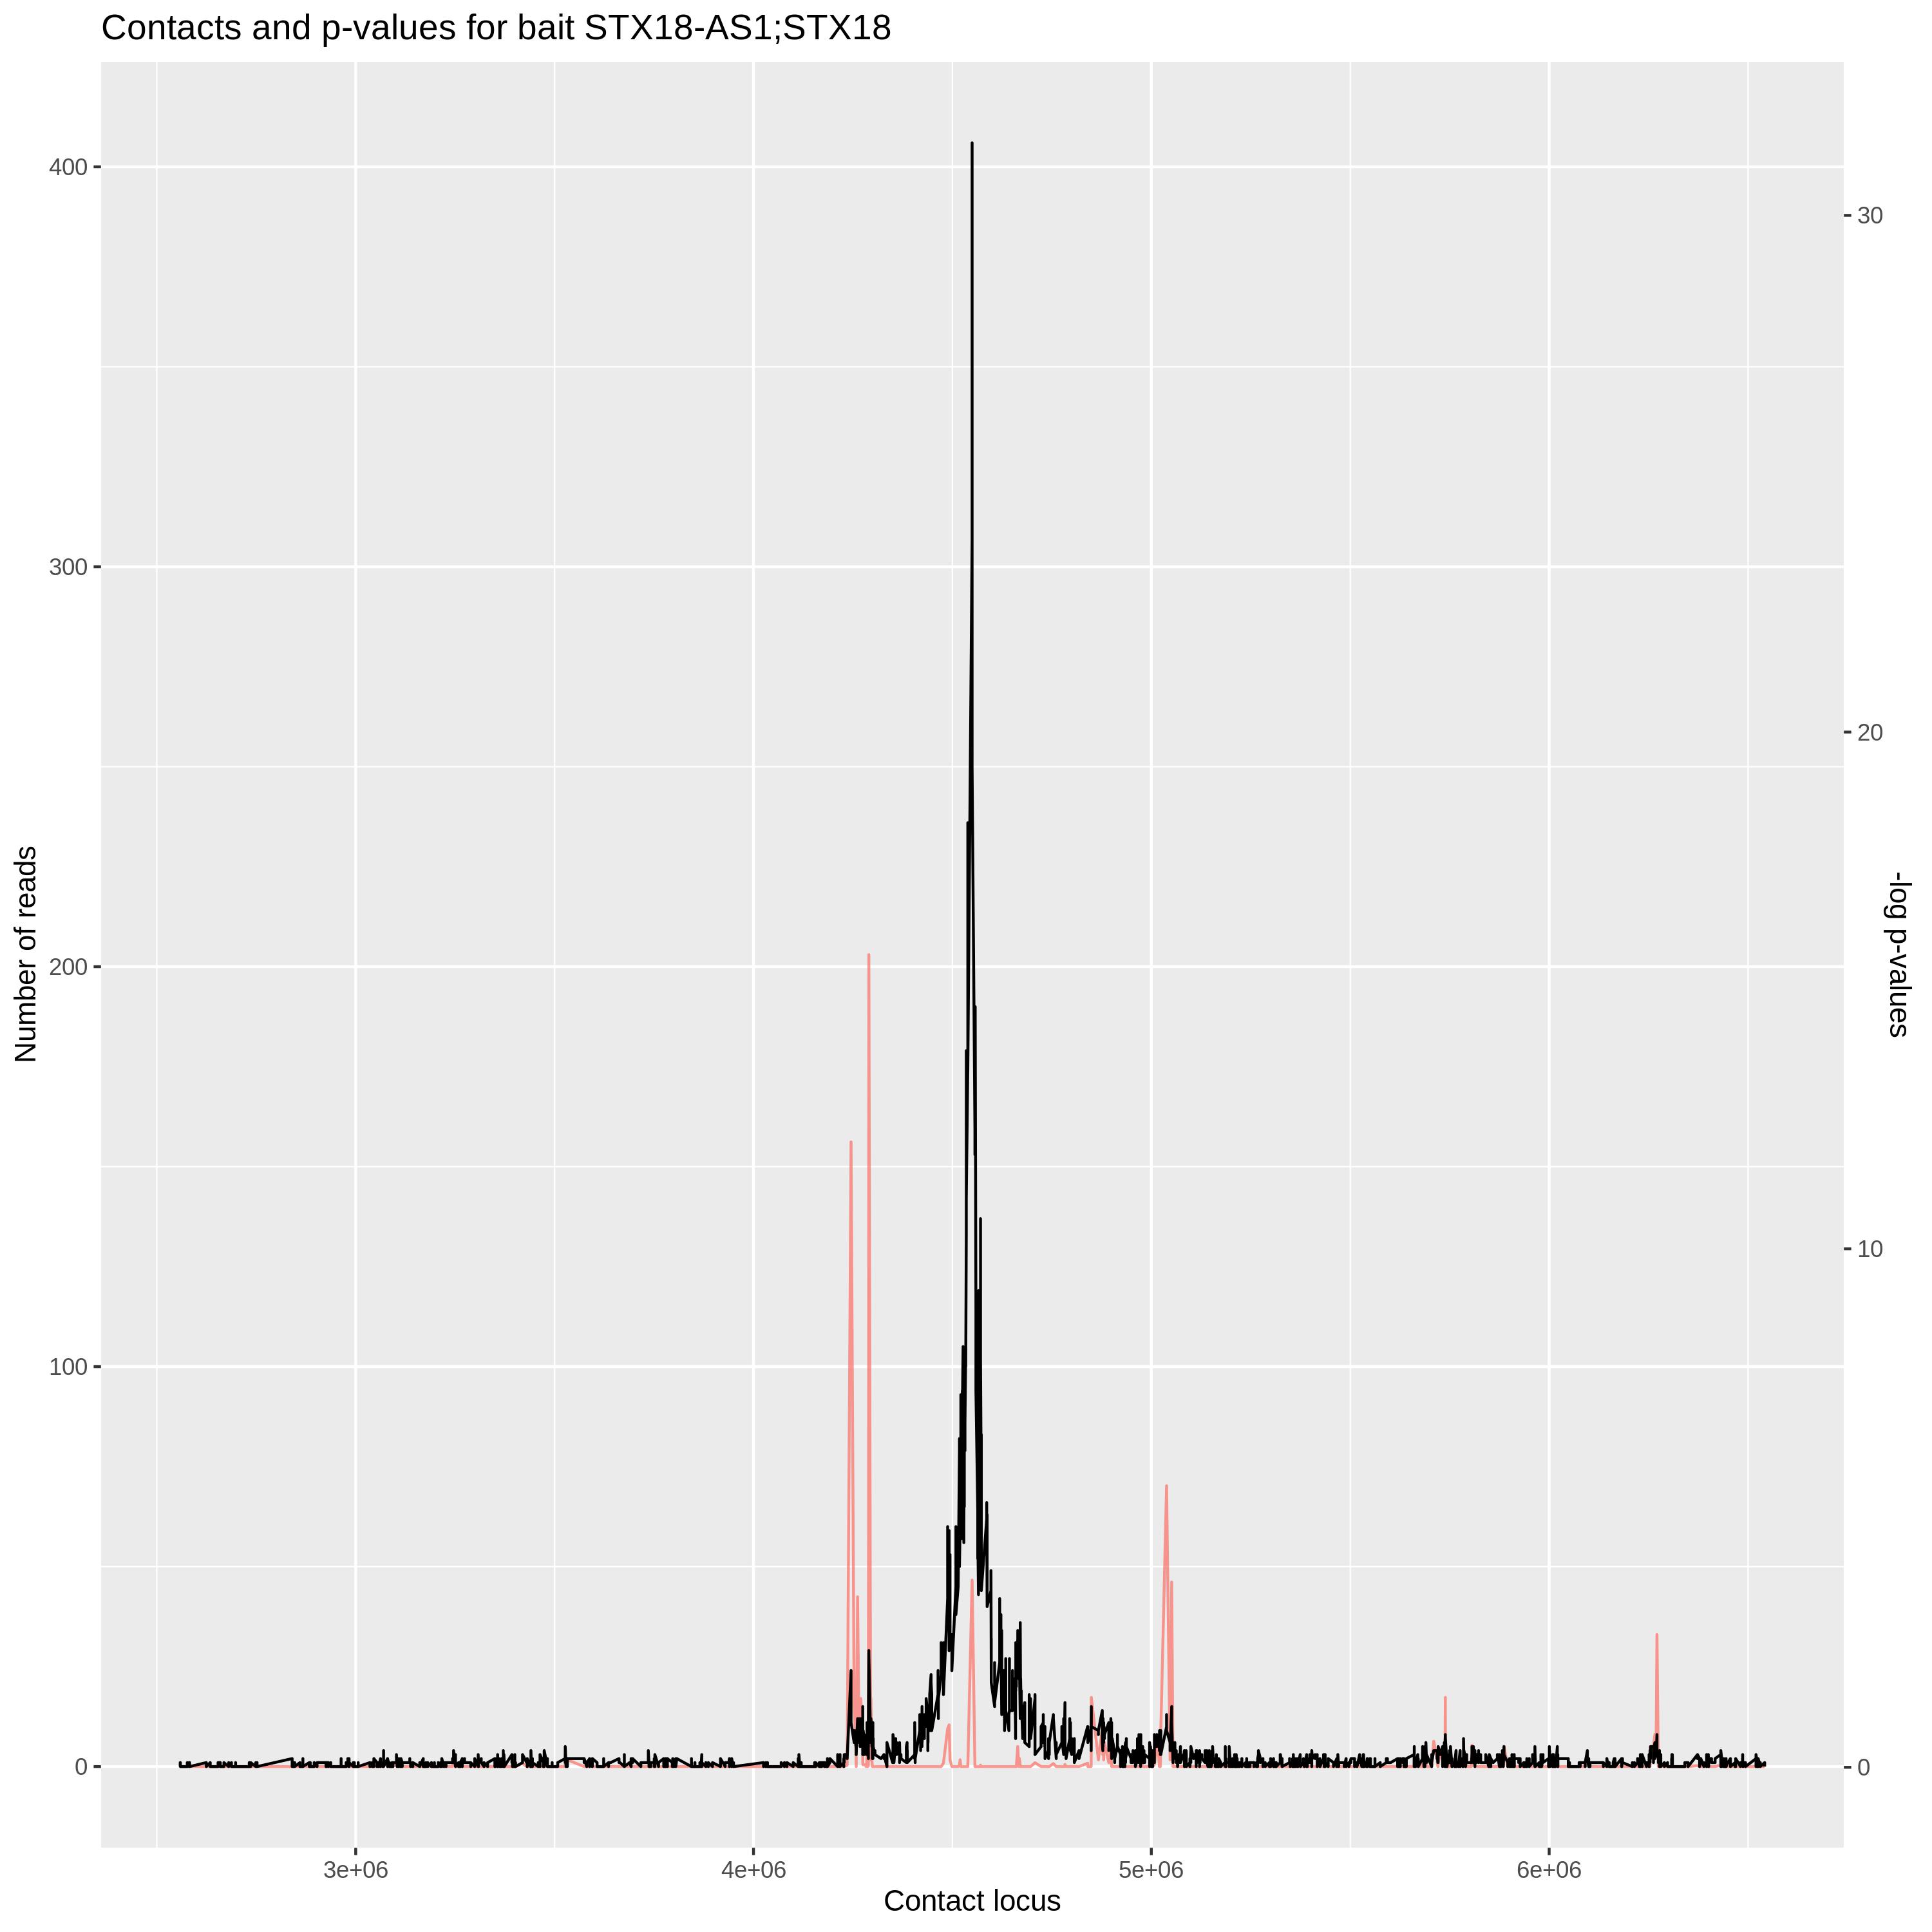 Contacts and p-values for bait STX18-AS1;STX18
400
300
200
100
0
Number of reads
30
20
10
0
-log p-values
3e+06
4e+06
5e+06
6e+06
Contact locus